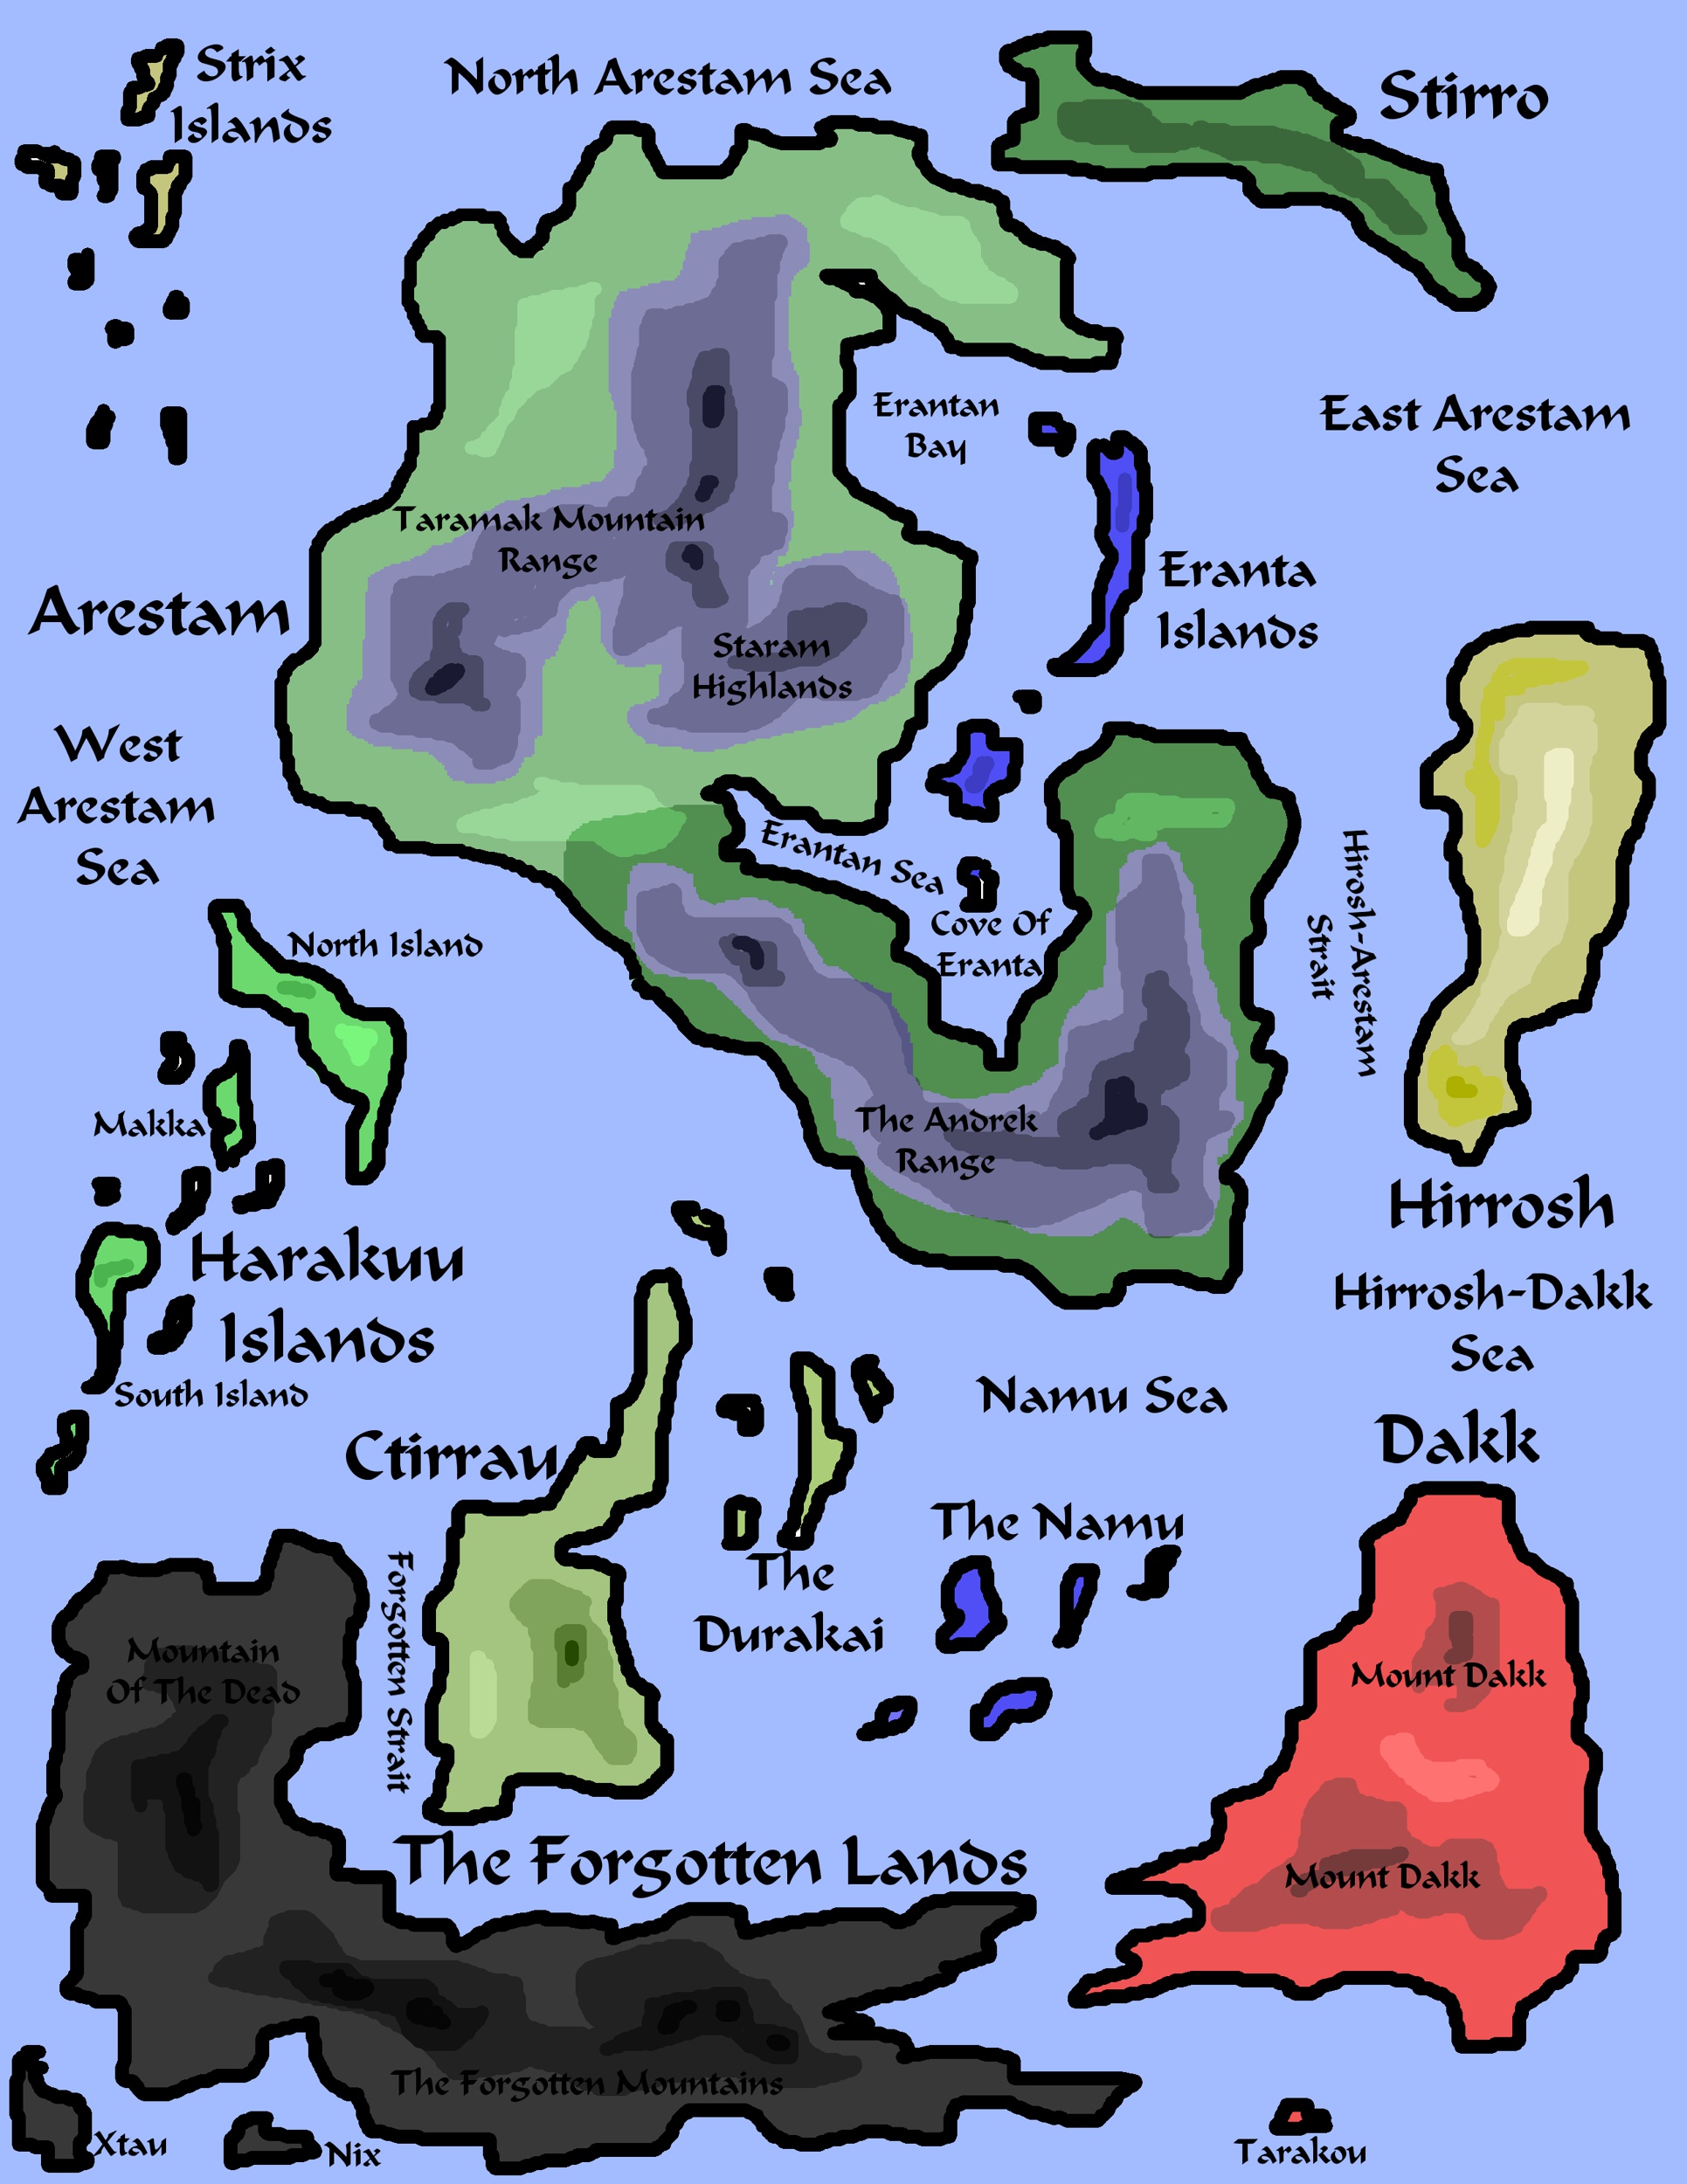 Strix
Islands
North Arestam Sea
Stirro
Erantan
Bay
East Arestam
Sea
Taramak Mountain
Range
Arestam
Staram
Highlands
Eranta
Islands
West
Arestam
Sea
Erantan Sea
Cove Of
Eranta
Hirosh-Arestam
Strait
North Island
Makka
The Andrek
Range
Hirrosh
Harakuu
Islands
South Island
Hirrosh-Dakk
Sea
Namu Sea
Ctirrau
Dakk
The Namu
The
Durakai
Forgotten Strait
Mountain
Of The Dead
Mount Dakk
Mount Dakk
The Forgotten Lands
The Forgotten Mountains
Xtau
Nix
Tarakou